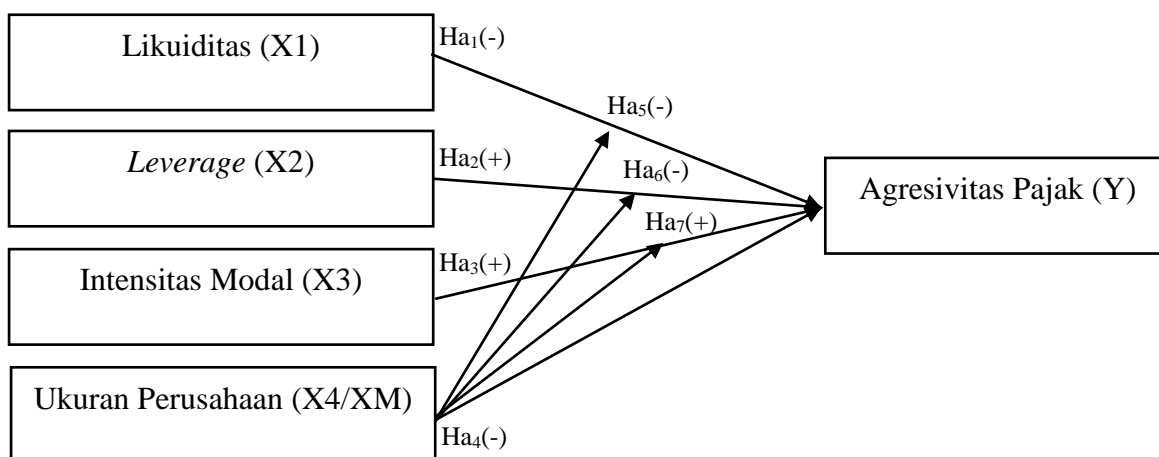 Likuiditas (X1)
Ha₁(-)
Ha₅(-)
Leverage (X2)
Ha₂(+)
Ha₆(-)
Agresivitas Pajak (Y)
Ha₇(+)
Intensitas Modal (X3)
Ha₃(+)
Ukuran Perusahaan (X4/XM)
Ha₄(-)